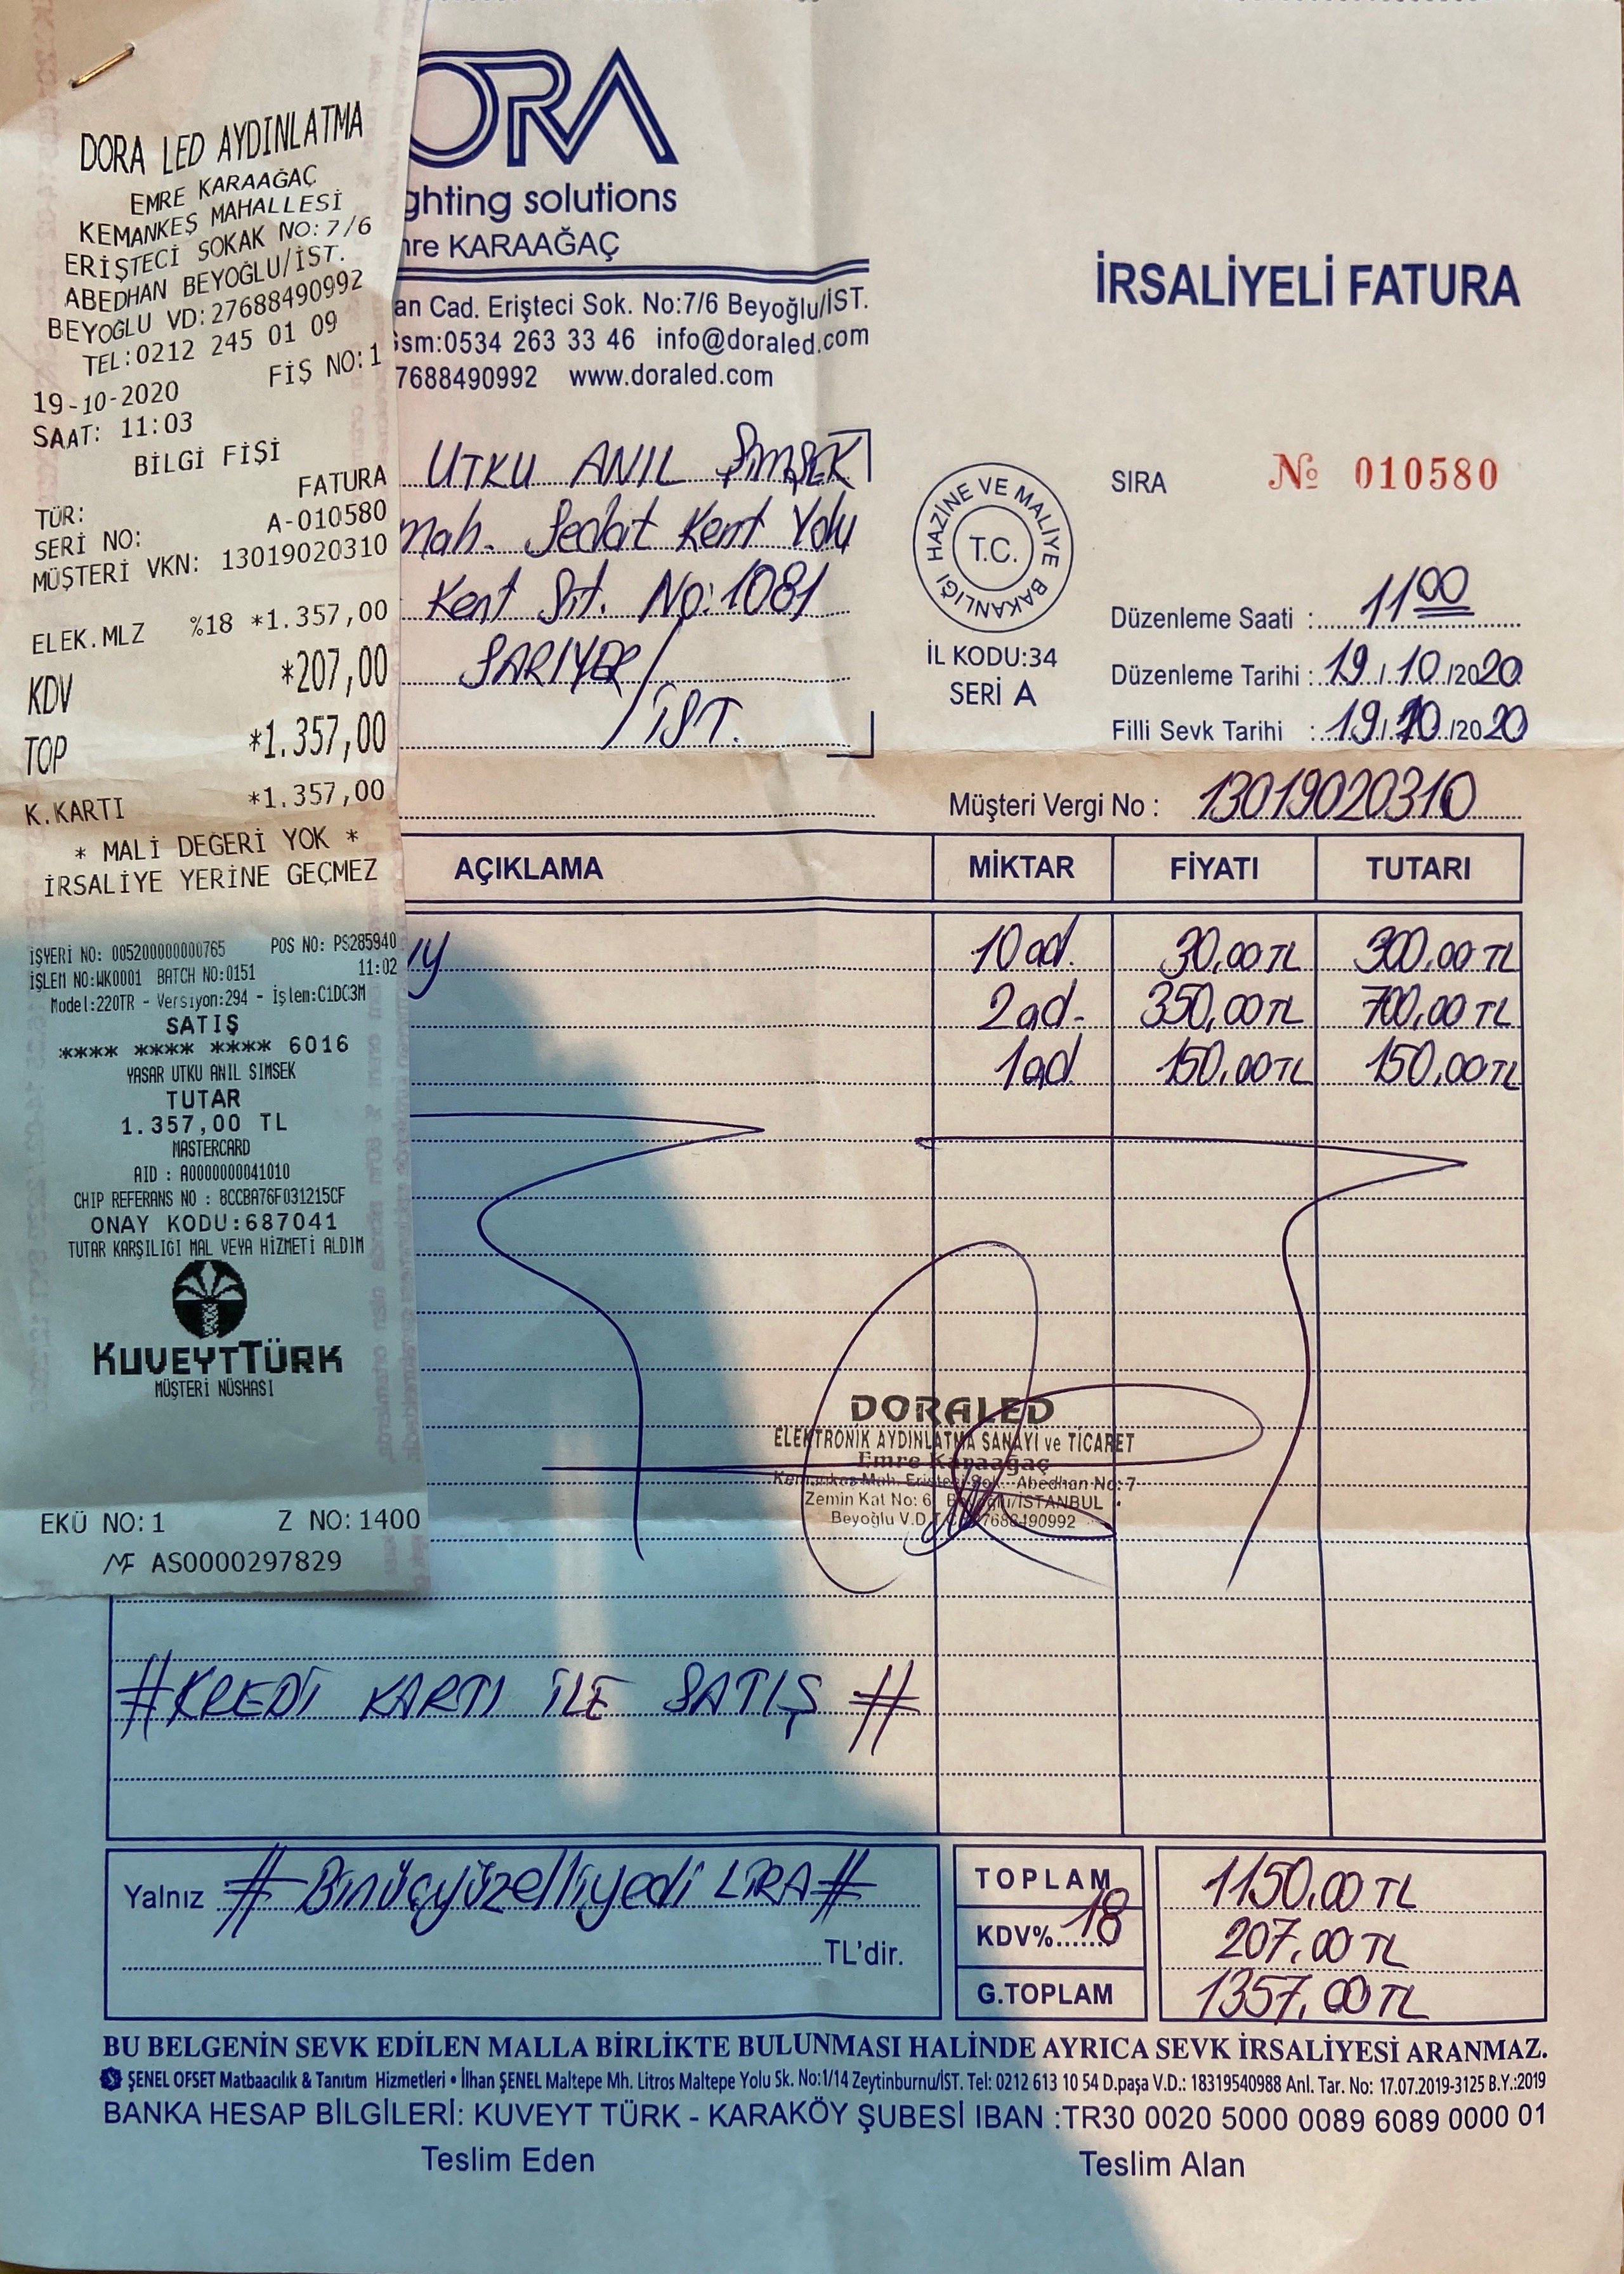 DORA LED AYDINLATMA
EMRE KARAAĞAÇ
KEMANKEŞ MAHALLESİ
ERİŞTECİ SOKAK NO:7/6
ABEDHAN BEYOĞLU/İST.
BEYOĞLU VD:27688490992
TEL:0212 245 01 09
19-10-2020 FİŞ NO:1
SAAT: 11:03
BİLGİ FİŞİ
TÜR: FATURA
SERİ NO: A-010580
MÜŞTERİ VKN: 13019020310
ELEK.MLZ %18 *1.357,00
KDV *207,00
TOP *1.357,00
K.KARTI *1.357,00
* MALİ DEĞERİ YOK *
İRSALİYE YERİNE GEÇMEZ
İŞYERİ NO: 005200000000765 POS NO: PS285940
İŞLEM NO:WK0001 BATCH NO:0151 11:02
Model:220TR - Versiyon:294 - İşlem:C1DC3M
SATIŞ
**** **** **** 6016
YASAR UTKU ANIL SIMSEK
TUTAR
1.357,00 TL
MASTERCARD
AID : A0000000041010
CHIP REFERANS NO : 8CCBA76F031215CF
ONAY KODU:687041
TUTAR KARŞILIĞI MAL VEYA HİZMETİ ALDIM
KUVEYTTÜRK
MÜŞTERİ NÜSHASI
EKÜ NO:1 Z NO:1400
MF AS0000297829
ORA
ghting solutions
re KARAAĞAÇ
an Cad. Erişteci Sok. No:7/6 Beyoğlu/İST.
Gsm:0534 263 33 46 info@doraled.com
7688490992 www.doraled.com
İRSALİYELİ FATURA
UTKU ANIL ŞİMŞEK
Mah. Sedat Kent Yolu
Kent Sit. No:1081
SARIYER/İST.
HAZİNE VE MALİYE BAKANLIĞI
T.C.
İL KODU:34
SERİ A
SIRA № 010580
Düzenleme Saati : 11 00
Düzenleme Tarihi : 19 / 10 /2020
Filli Sevk Tarihi : 19 / 10 /2020
Müşteri Vergi No : 13019020310
AÇIKLAMA MİKTAR FİYATI TUTARI
10 ad. 30,00 TL 300,00 TL
2 ad. 350,00 TL 700,00 TL
1 ad. 150,00 TL 150,00 TL
DORALED
ELEKTRONİK AYDINLATMA SANAYİ ve TİCARET
Emre Karaağaç
Kemankeş Mah. Erişteci Sok. Abedhan No:7
Zemin Kat No: 6 Beyoğlu/İSTANBUL
Beyoğlu V.D.T.C. 27688490992
#KREDİ KARTI İLE SATIŞ #
Yalnız # Binüçyüzelliyedi LİRA #
TL'dir.
TOPLAM 1150,00 TL
KDV% 18 207,00 TL
G.TOPLAM 1357,00 TL
BU BELGENİN SEVK EDİLEN MALLA BİRLİKTE BULUNMASI HALİNDE AYRICA SEVK İRSALİYESİ ARANMAZ.
ŞENEL OFSET Matbaacılık & Tanıtım Hizmetleri • İlhan ŞENEL Maltepe Mh. Litros Maltepe Yolu Sk. No:1/14 Zeytinburnu/İST. Tel: 0212 613 10 54 D.paşa V.D.: 18319540988 Anl. Tar. No: 17.07.2019-3125 B.Y.:2019
BANKA HESAP BİLGİLERİ: KUVEYT TÜRK - KARAKÖY ŞUBESİ IBAN :TR30 0020 5000 0089 6089 0000 01
Teslim Eden Teslim Alan